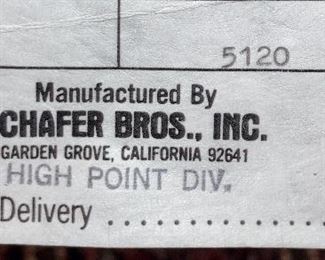 5120
Manufactured By
CHAFER BROS., INC.
GARDEN GROVE, CALIFORNIA 92641
HIGH POINT DIV.
Delivery ..................